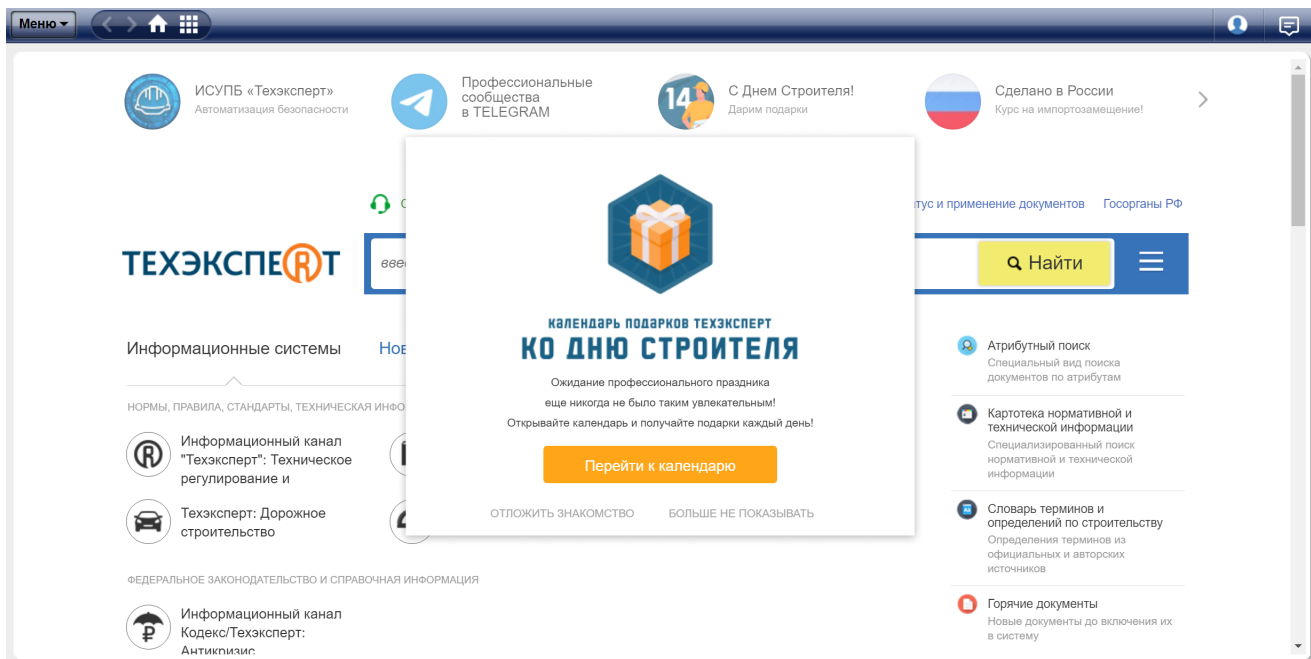 Меню
ИСУПБ «Техэксперт»
Автоматизация безопасности
Профессиональные
сообщества
в TELEGRAM
14
С Днем Строителя!
Дарим подарки
Сделано в России
Курс на импортозамещение!
и применение документов
Госорганы РФ
ТЕХЭКСПЕRТ
Найти
КАЛЕНДАРЬ ПОДАРКОВ ТЕХЭКСПЕРТ
КО ДНЮ СТРОИТЕЛЯ
Ожидание профессионального праздника
еще никогда не было таким увлекательным!
Открывайте календарь и получайте подарки каждый день!
Перейти к календарю
ОТЛОЖИТЬ ЗНАКОМСТВО
БОЛЬШЕ НЕ ПОКАЗЫВАТЬ
Информационные системы
НОРМЫ, ПРАВИЛА, СТАНДАРТЫ, ТЕХНИЧЕСКАЯ
Информационный канал
"Техэксперт": Техническое
регулирование и
Техэксперт: Дорожное
строительство
ФЕДЕРАЛЬНОЕ ЗАКОНОДАТЕЛЬСТВО И СПРАВОЧНАЯ ИНФОРМАЦИЯ
Информационный канал
Кодекс/Техэксперт:
Антикризис
Атрибутный поиск
Специальный вид поиска
документов по атрибутам
Картотека нормативной и
технической информации
Специализированный поиск
нормативной и технической
информации
Словарь терминов и
определений по строительству
Определения терминов из
официальных и авторских
источников
Горячие документы
Новые документы до включения их
в систему